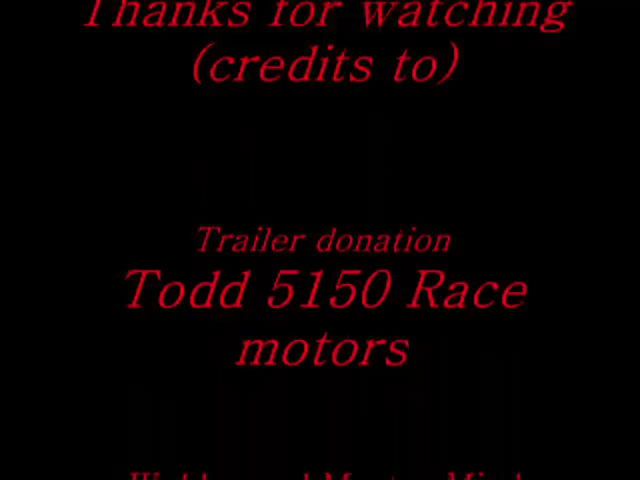 Thanks for watching
(credits to)
Trailer donation
Todd 5150 Race
motors